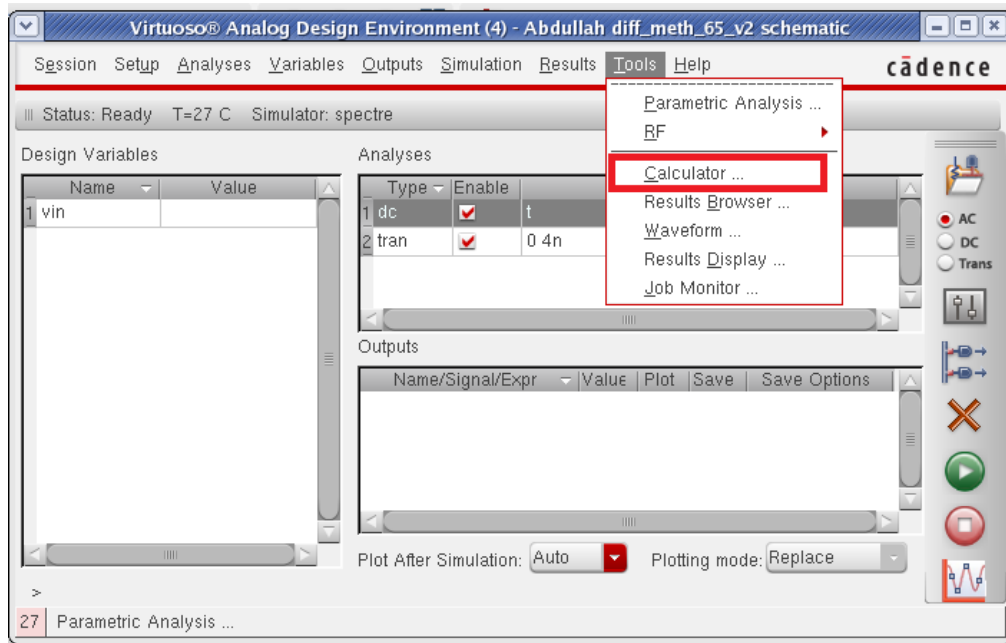 Virtuoso® Analog Design Environment (4) - Abdullah diff_meth_65_v2 schematic
Session Setup Analyses Variables Outputs Simulation Results Tools Help cādence
Status: Ready T=27 C Simulator: spectre
Parametric Analysis ...
RF
Calculator ...
Results Browser ...
Waveform ...
Results Display ...
Job Monitor ...
Design Variables
Name Value
1 vin
Analyses
Type Enable
1 dc t
2 tran 0 4n
AC
DC
Trans
Outputs
Name/Signal/Expr Value Plot Save Save Options
Plot After Simulation: Auto Plotting mode: Replace
>
27 Parametric Analysis ...